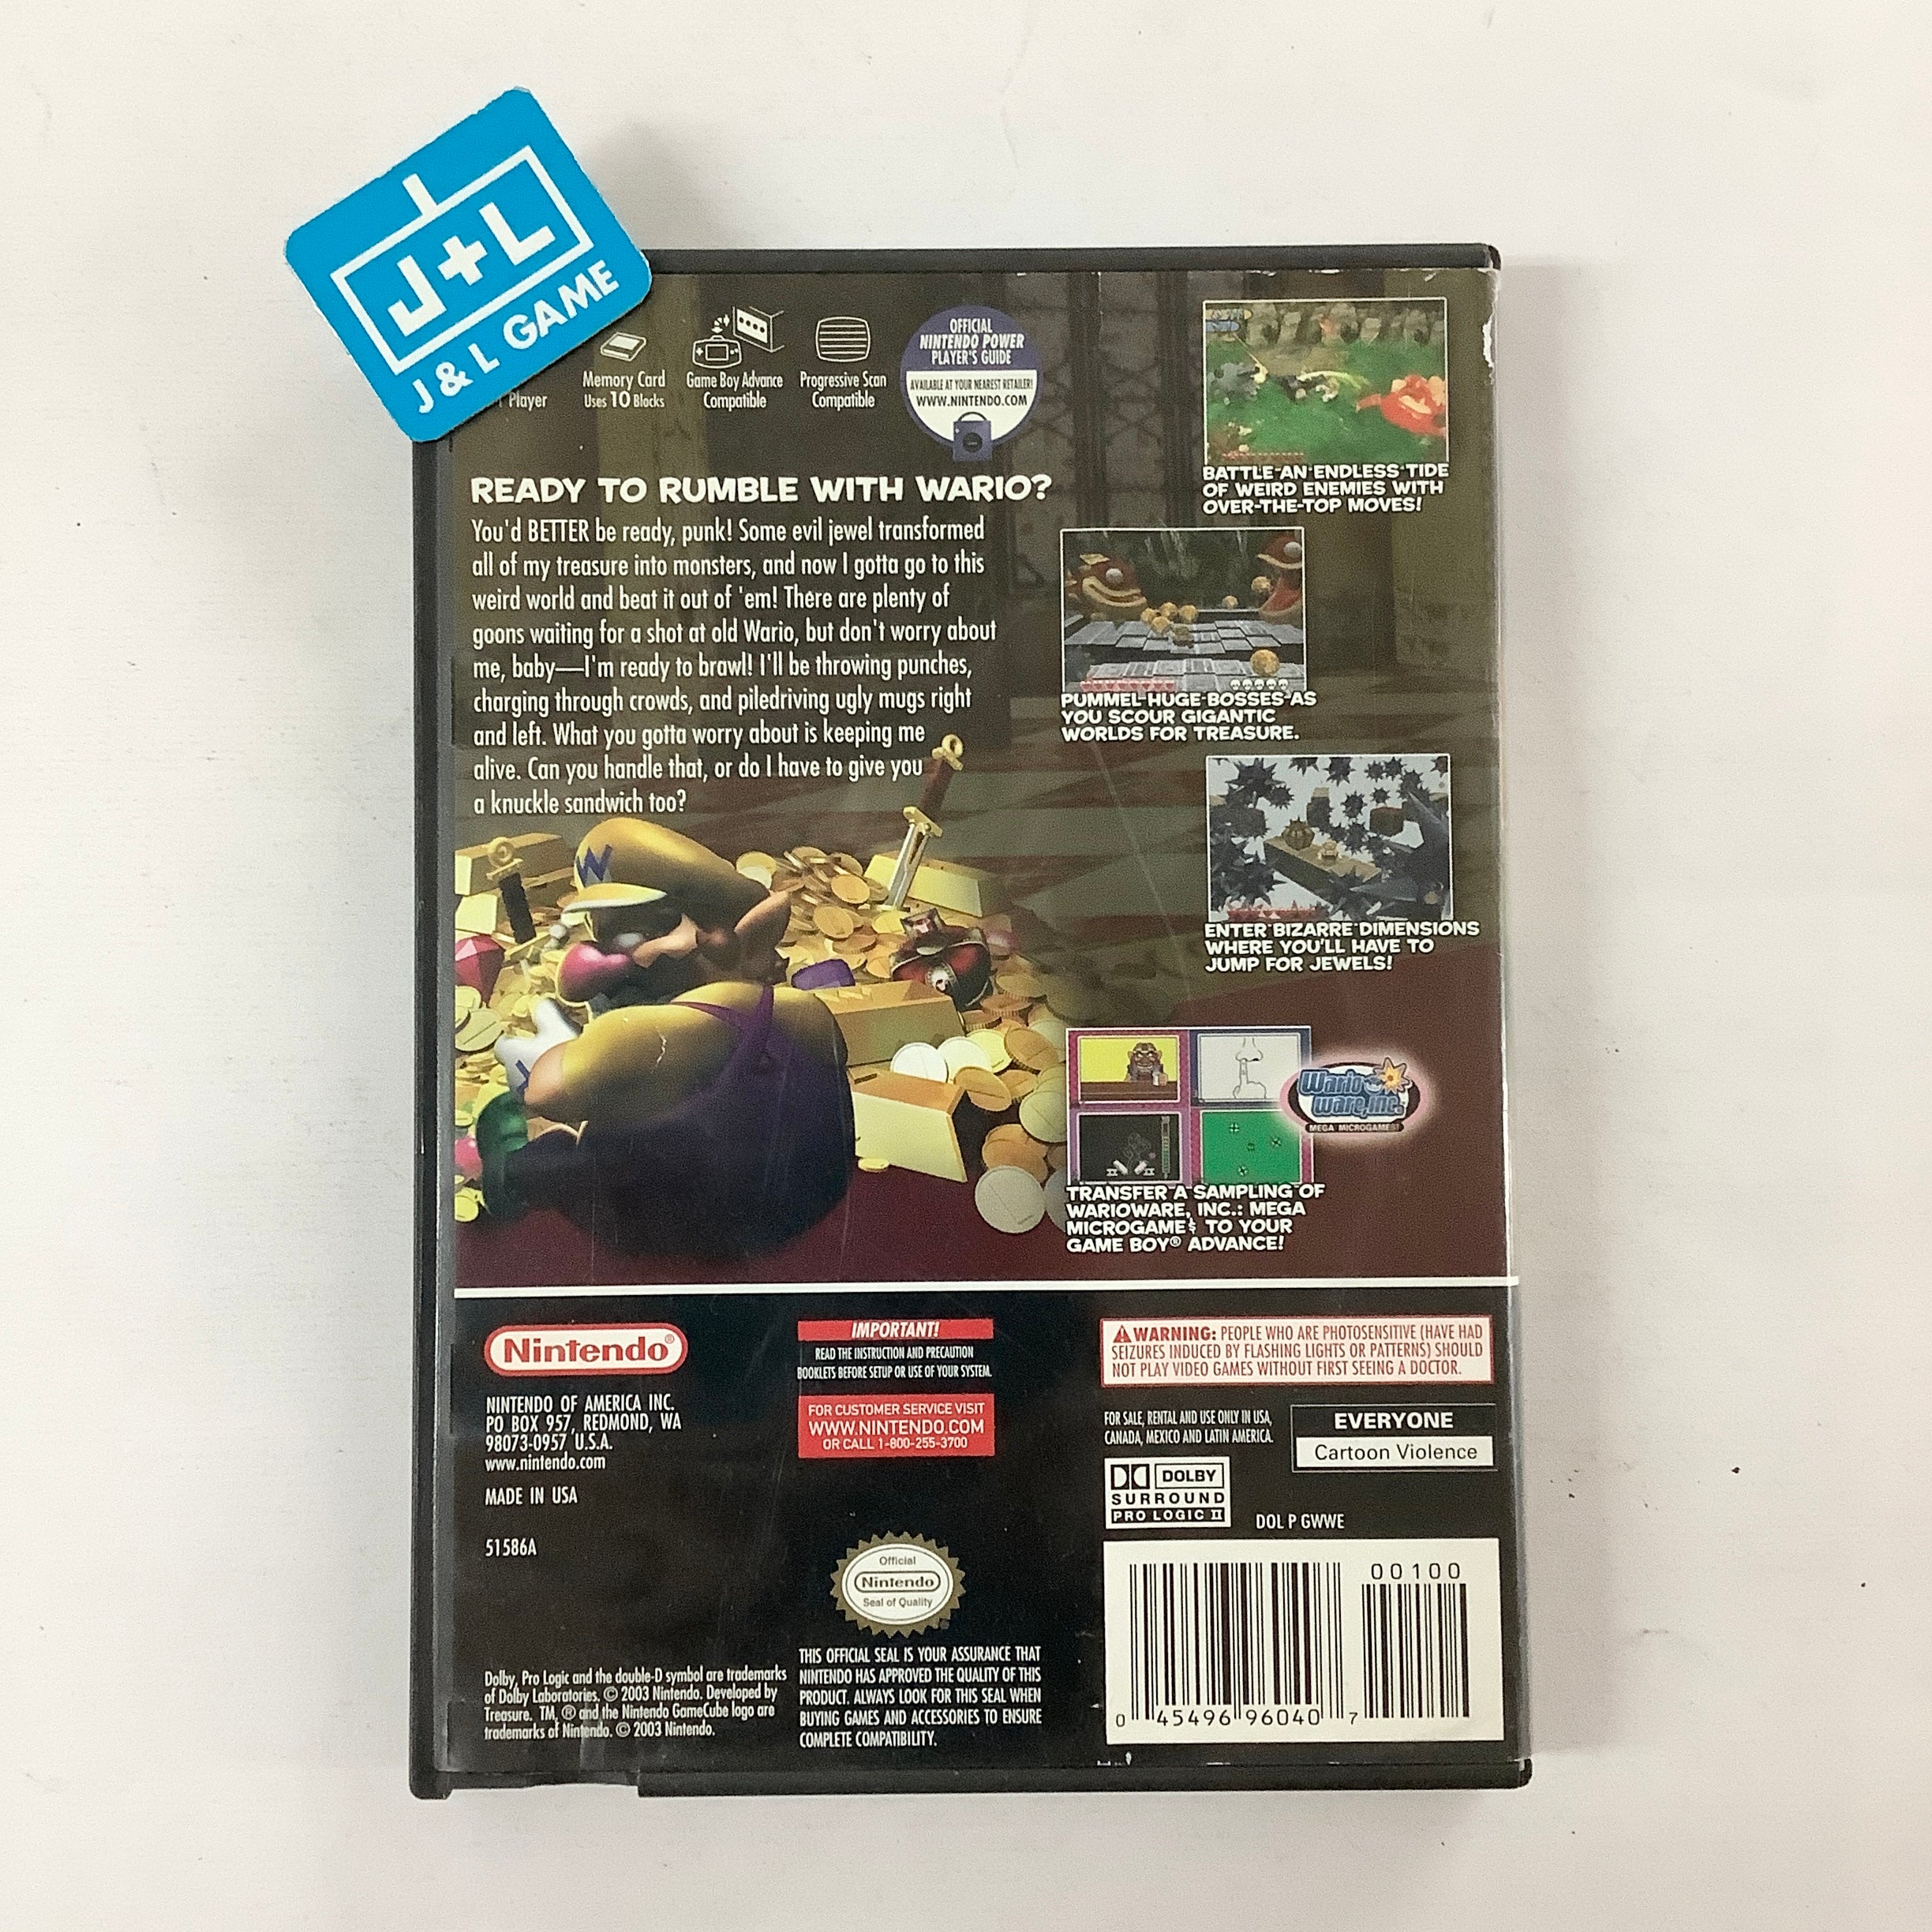 J+L
J & L GAME
Player
Memory Card
Uses 10 Blocks
Game Boy Advance
Compatible
Progressive Scan
Compatible
OFFICIAL
NINTENDO POWER
PLAYER'S GUIDE
AVAILABLE AT YOUR NEAREST RETAILER!
WWW.NINTENDO.COM
READY TO RUMBLE WITH WARIO?
You'd BETTER be ready, punk! Some evil jewel transformed
all of my treasure into monsters, and now I gotta go to this
weird world and beat it out of 'em! There are plenty of
goons waiting for a shot at old Wario, but don't worry about
me, baby—I'm ready to brawl! I'll be throwing punches,
charging through crowds, and piledriving ugly mugs right
and left. What you gotta worry about is keeping me
alive. Can you handle that, or do I have to give you
a knuckle sandwich too?
W
BATTLE AN ENDLESS TIDE
OF WEIRD ENEMIES WITH
OVER-THE-TOP MOVES!
PUMMEL HUGE BOSSES AS
YOU SCOUR GIGANTIC
WORLDS FOR TREASURE.
ENTER BIZARRE DIMENSIONS
WHERE YOU'LL HAVE TO
JUMP FOR JEWELS!
Wario
Ware, Inc.
MEGA MICROGAMES!
TRANSFER A SAMPLING OF
WARIOWARE, INC.: MEGA
MICROGAME$ TO YOUR
GAME BOY® ADVANCE!
Nintendo®
NINTENDO OF AMERICA INC.
PO BOX 957, REDMOND, WA
98073-0957 U.S.A.
www.nintendo.com
MADE IN USA
51586A
IMPORTANT!
READ THE INSTRUCTION AND PRECAUTION
BOOKLETS BEFORE SETUP OR USE OF YOUR SYSTEM.
FOR CUSTOMER SERVICE VISIT
WWW.NINTENDO.COM
OR CALL 1-800-255-3700
WARNING: PEOPLE WHO ARE PHOTOSENSITIVE (HAVE HAD
SEIZURES INDUCED BY FLASHING LIGHTS OR PATTERNS) SHOULD
NOT PLAY VIDEO GAMES WITHOUT FIRST SEEING A DOCTOR.
FOR SALE, RENTAL AND USE ONLY IN USA,
CANADA, MEXICO AND LATIN AMERICA.
EVERYONE
Cartoon Violence
DOLBY
SURROUND
PRO LOGIC II
DOL P GWWE
Official
Nintendo
Seal of Quality
THIS OFFICIAL SEAL IS YOUR ASSURANCE THAT
NINTENDO HAS APPROVED THE QUALITY OF THIS
PRODUCT. ALWAYS LOOK FOR THIS SEAL WHEN
BUYING GAMES AND ACCESSORIES TO ENSURE
COMPLETE COMPATIBILITY.
Dolby, Pro Logic and the double-D symbol are trademarks
of Dolby Laboratories. © 2003 Nintendo. Developed by
Treasure. TM, ® and the Nintendo GameCube logo are
trademarks of Nintendo. © 2003 Nintendo.
00100
0 45496 96040 7